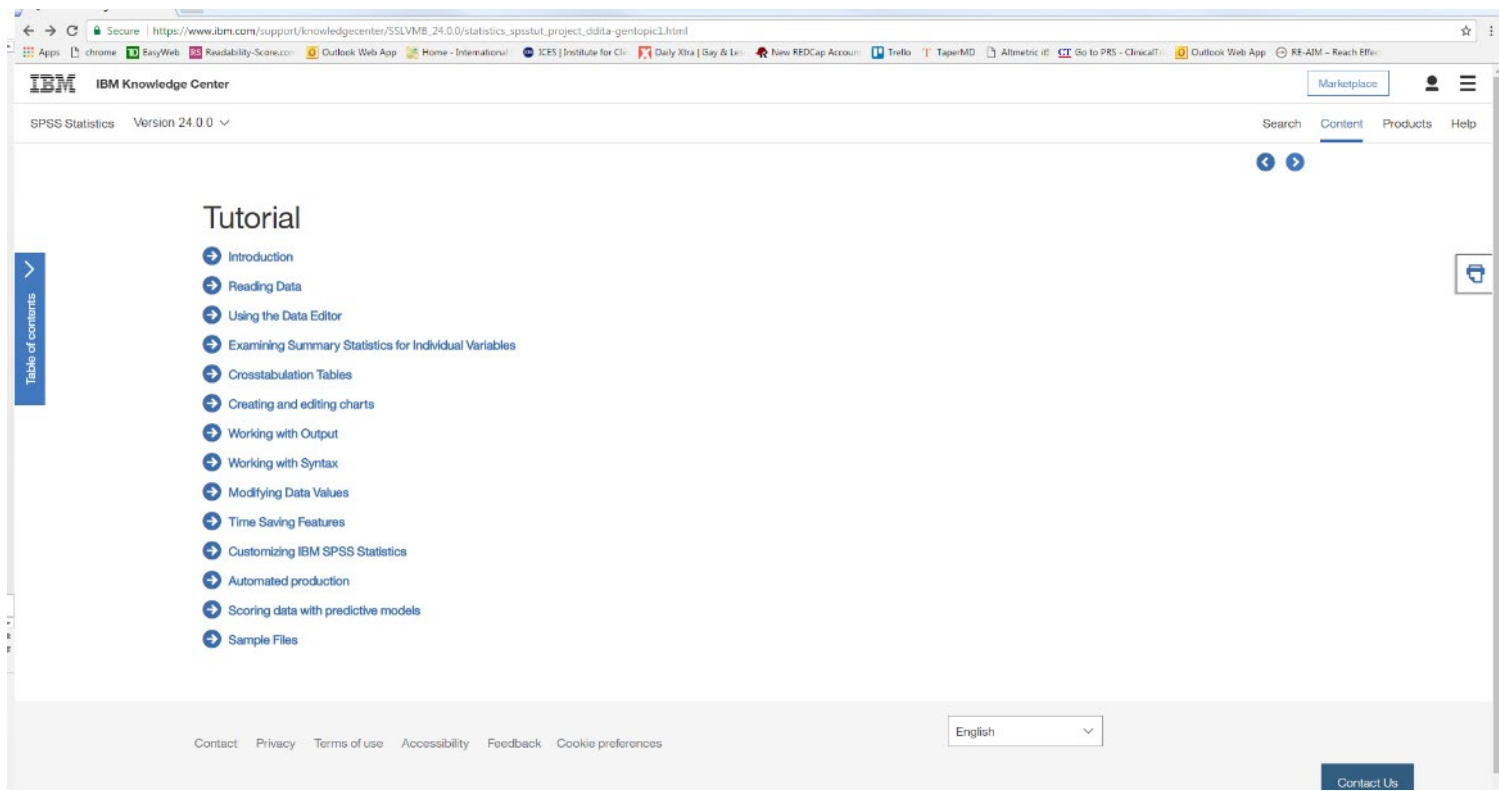 Secure https://www.ibm.com/support/knowledgecenter/SSLVMB_24.0.0/statistics_spsstut_project_ddita-gentopic1.html
Apps chrome EasyWeb Readability-Score.com Outlook Web App Home - International ICES | Institute for Cli Daily Xtra | Gay & Les New REDCap Accoun Trello TaperMD Altmetric it! Go to PRS - ClinicalTri Outlook Web App RE-AIM – Reach Effec
IBM IBM Knowledge Center Marketplace
SPSS Statistics Version 24.0.0 Search Content Products Help
Tutorial
Introduction
Reading Data
Using the Data Editor
Examining Summary Statistics for Individual Variables
Crosstabulation Tables
Creating and editing charts
Working with Output
Working with Syntax
Modifying Data Values
Time Saving Features
Customizing IBM SPSS Statistics
Automated production
Scoring data with predictive models
Sample Files
Table of contents
Contact Privacy Terms of use Accessibility Feedback Cookie preferences English
Contact Us